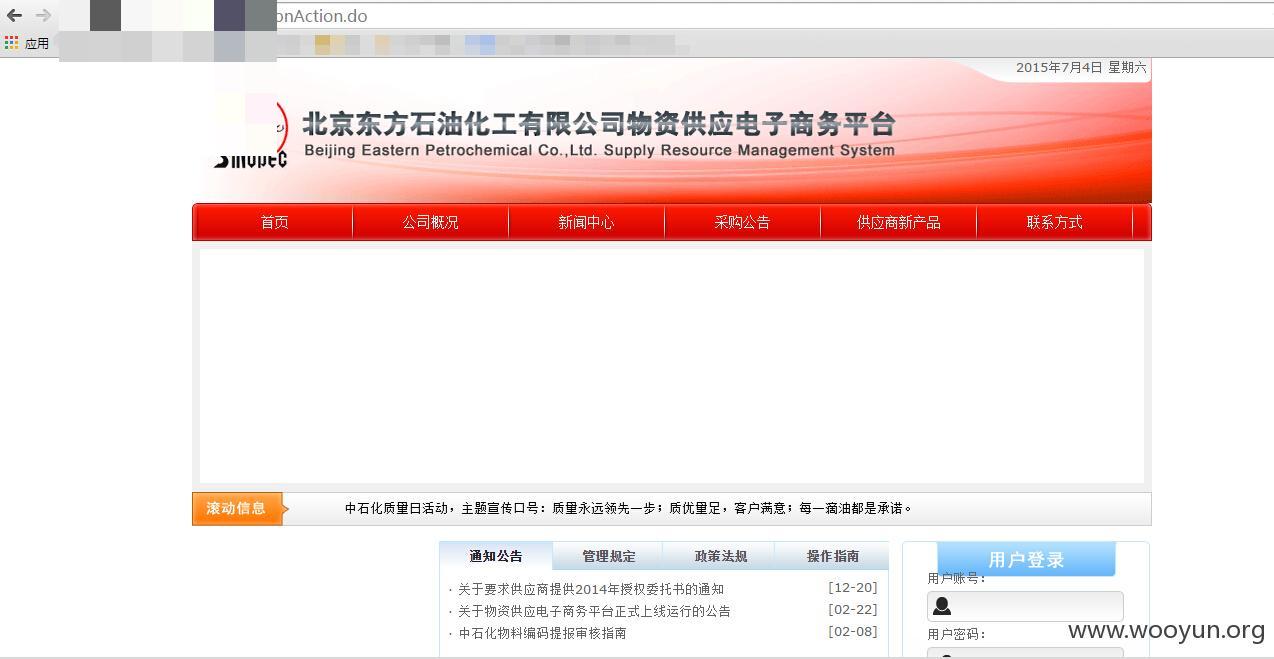 onAction.do
应用
2015年7月4日 星期六
北京东方石油化工有限公司物资供应电子商务平台
Beijing Eastern Petrochemical Co.,Ltd. Supply Resource Management System
首页 公司概况 新闻中心 采购公告 供应商新产品 联系方式
滚动信息 中石化质量日活动，主题宣传口号：质量永远领先一步；质优量足，客户满意；每一滴油都是承诺。
通知公告 管理规定 政策法规 操作指南
· 关于要求供应商提供2014年授权委托书的通知 [12-20]
· 关于物资供应电子商务平台正式上线运行的公告 [02-22]
· 中石化物料编码提报审核指南 [02-08]
用户登录
用户账号：
用户密码：
www.wooyun.org